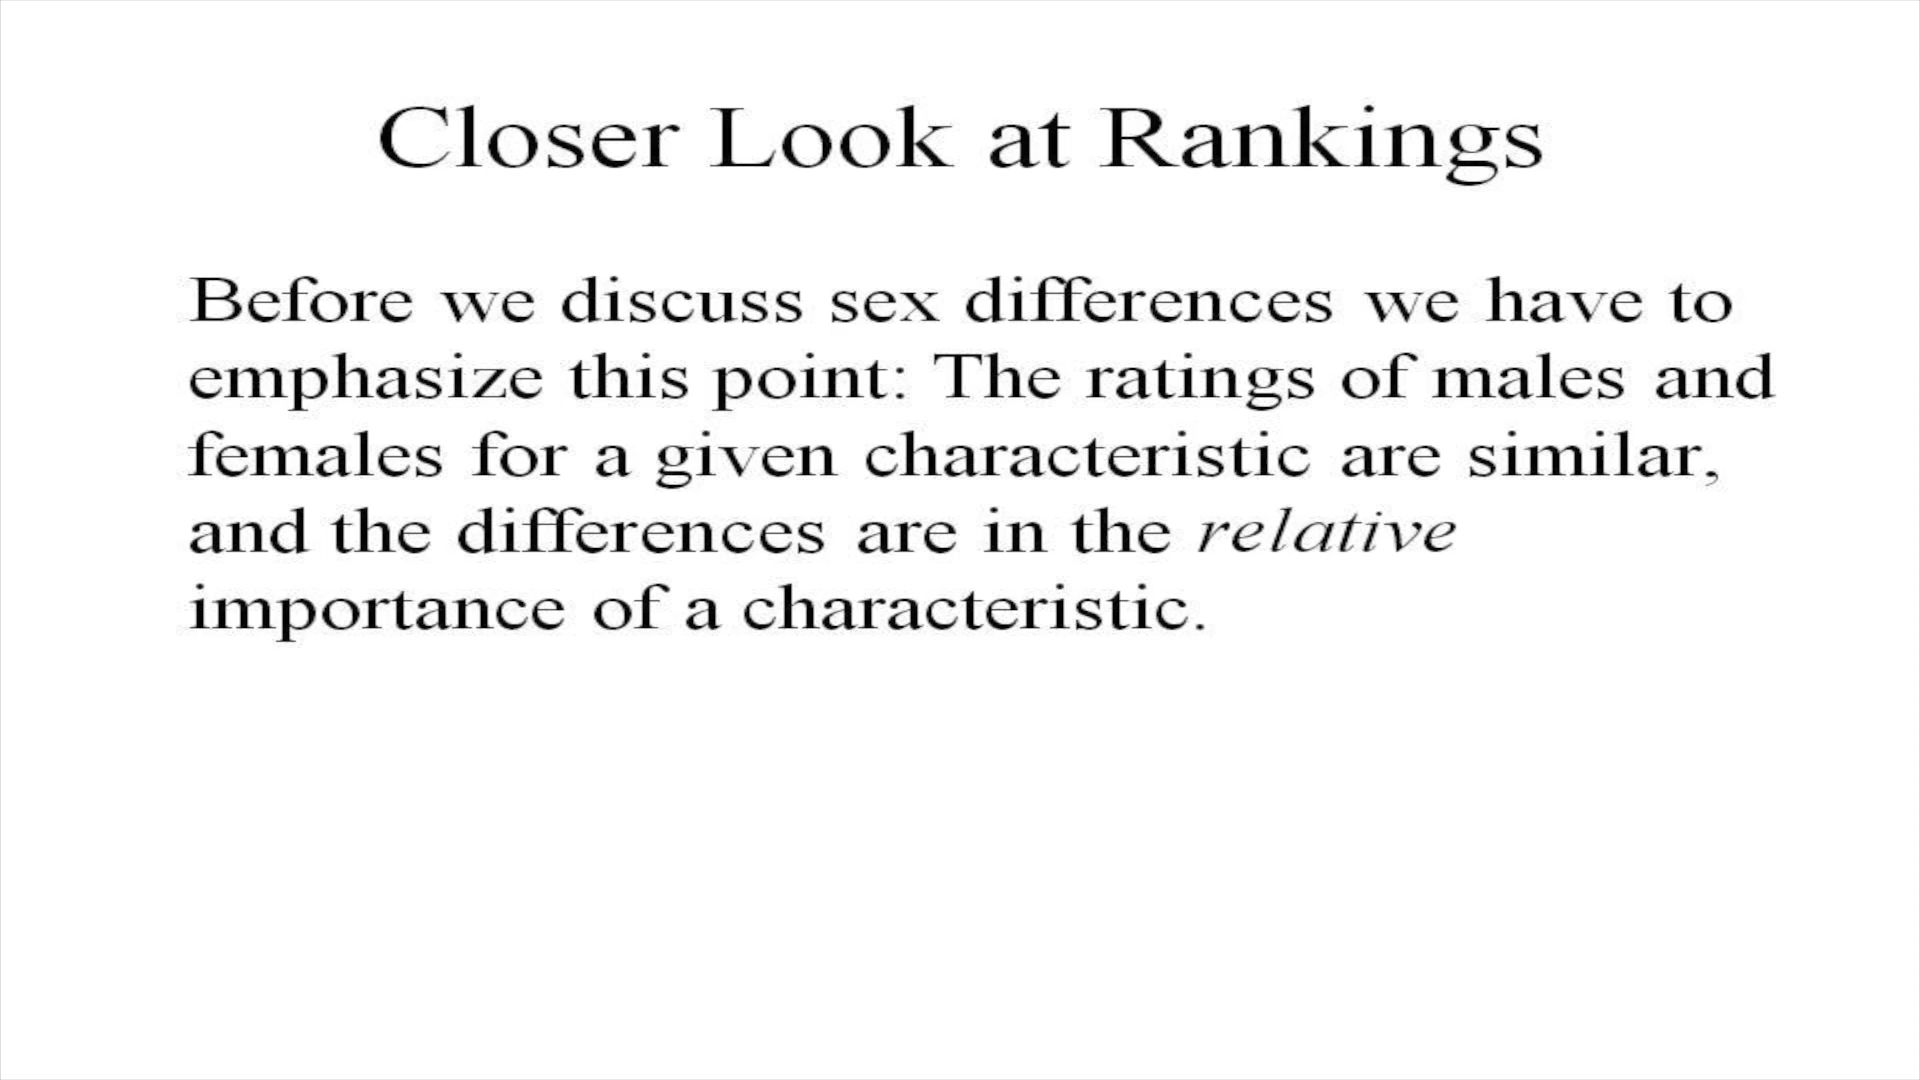 Closer Look at Rankings
Before we discuss sex differences we have to
emphasize this point: The ratings of males and
females for a given characteristic are similar,
and the differences are in the relative
importance of a characteristic.